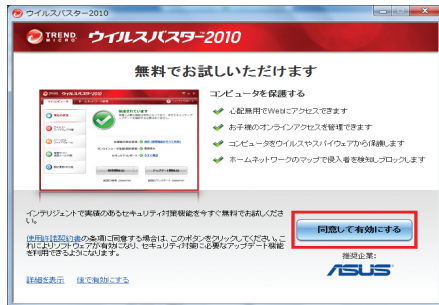 ウイルスバスター2010
TREND MICRO ウイルスバスター2010
無料でお試しいただけます
コンピュータを保護する
心配無用でWebにアクセスできます
お子様のオンラインアクセスを管理できます
コンピュータをウイルスやスパイウェアから保護します
ホームネットワークのマップで侵入者を検知しブロックします
インテリジェントで実績のあるセキュリティ対策機能を今すぐ無料でお試しくださ
い。
使用許諾契約書の条項に同意する場合は、このボタンをクリックしてください。こ
れによりソフトウェアが有効になり、セキュリティ対策に必要なアップデート機能
を利用できるようになります。
同意して有効にする
推奨企業:
ASUS
詳細を表示 後で有効にする